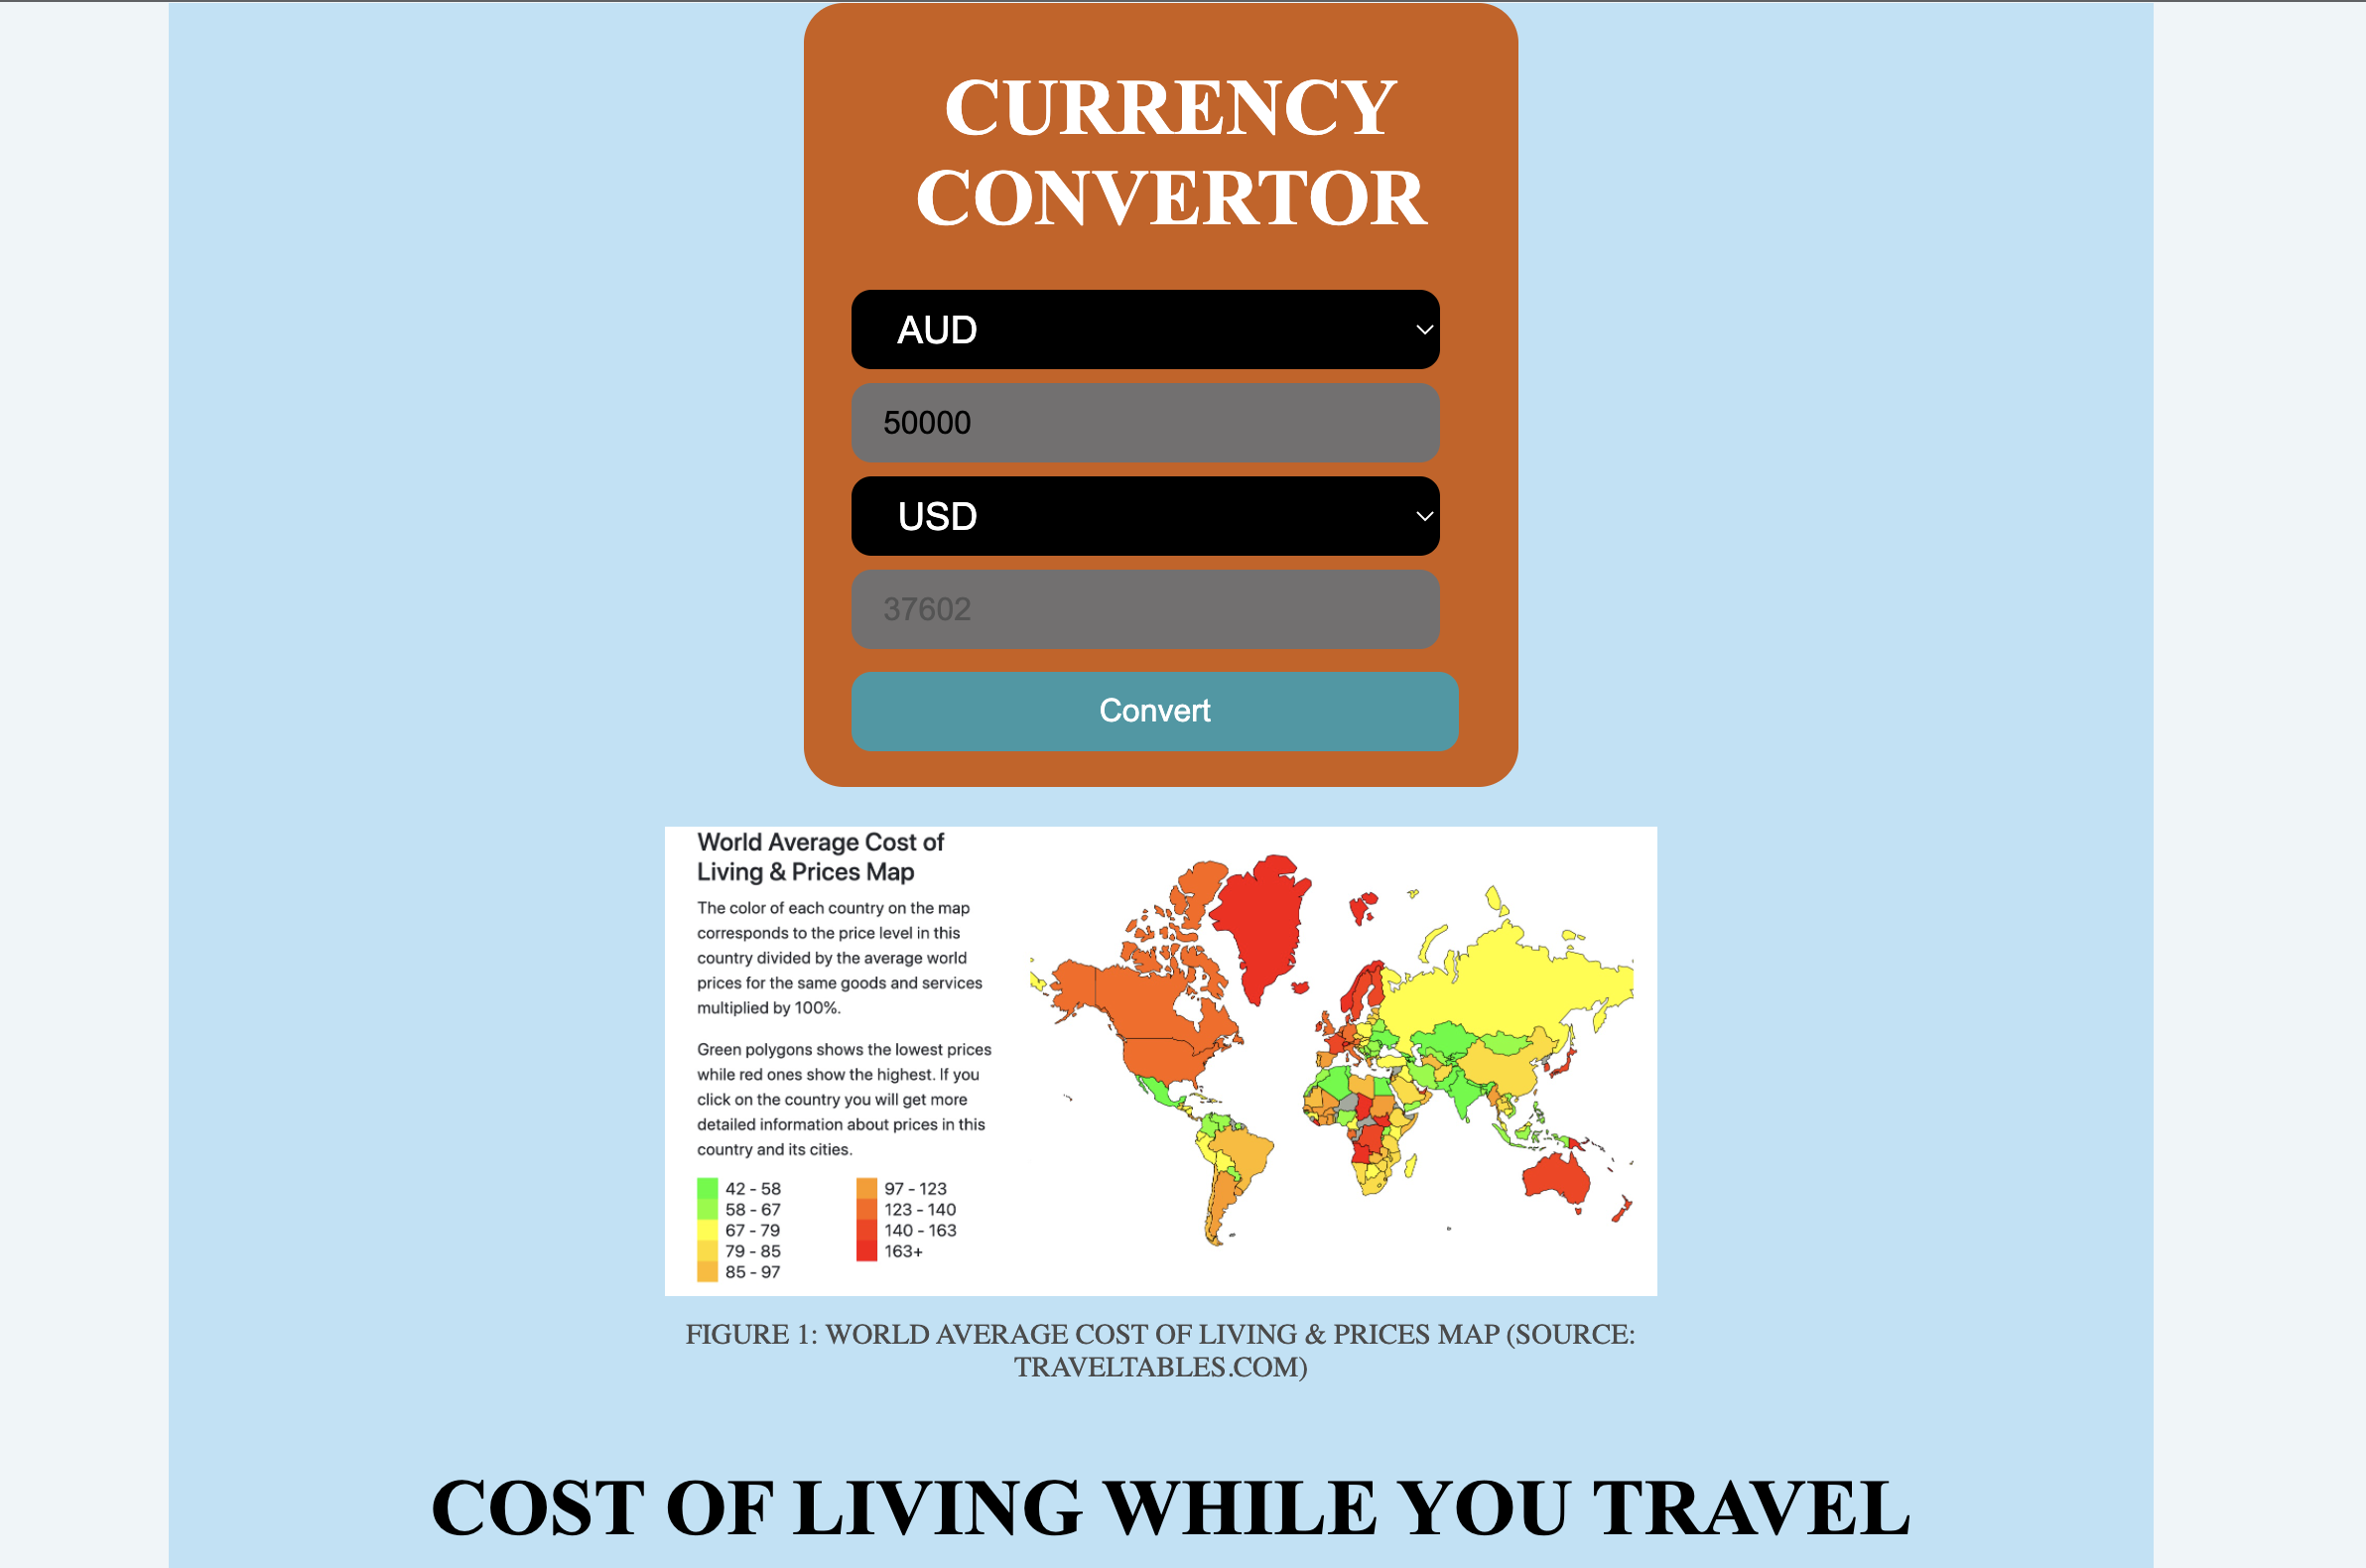 CURRENCY
CONVERTOR
AUD
50000
USD
37602
Convert
World Average Cost of
Living & Prices Map
The color of each country on the map
corresponds to the price level in this
country divided by the average world
prices for the same goods and services
multiplied by 100%.
Green polygons shows the lowest prices
while red ones show the highest. If you
click on the country you will get more
detailed information about prices in this
country and its cities.
42 - 58
58 - 67
67 - 79
79 - 85
85 - 97
97 - 123
123 - 140
140 - 163
163+
FIGURE 1: WORLD AVERAGE COST OF LIVING & PRICES MAP (SOURCE:
TRAVELTABLES.COM)
COST OF LIVING WHILE YOU TRAVEL